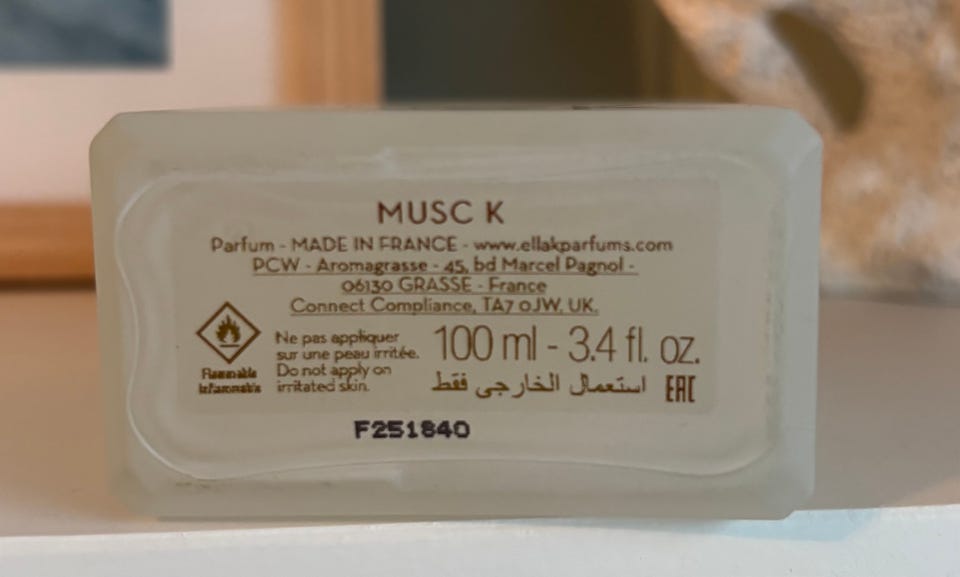 MUSC K
Parfum - MADE IN FRANCE - www.ellakparfums.com
PCW - Aromagrasse - 45, bd Marcel Pagnol -
06130 GRASSE - France
Connect Compliance, TA7 0JW, UK.
Ne pas appliquer
sur une peau irritée.
Do not apply on
irritated skin.
Flammable
Inflammable
100 ml - 3.4 fl. oz.
استعمال الخارجى فقط
EAC
F251840